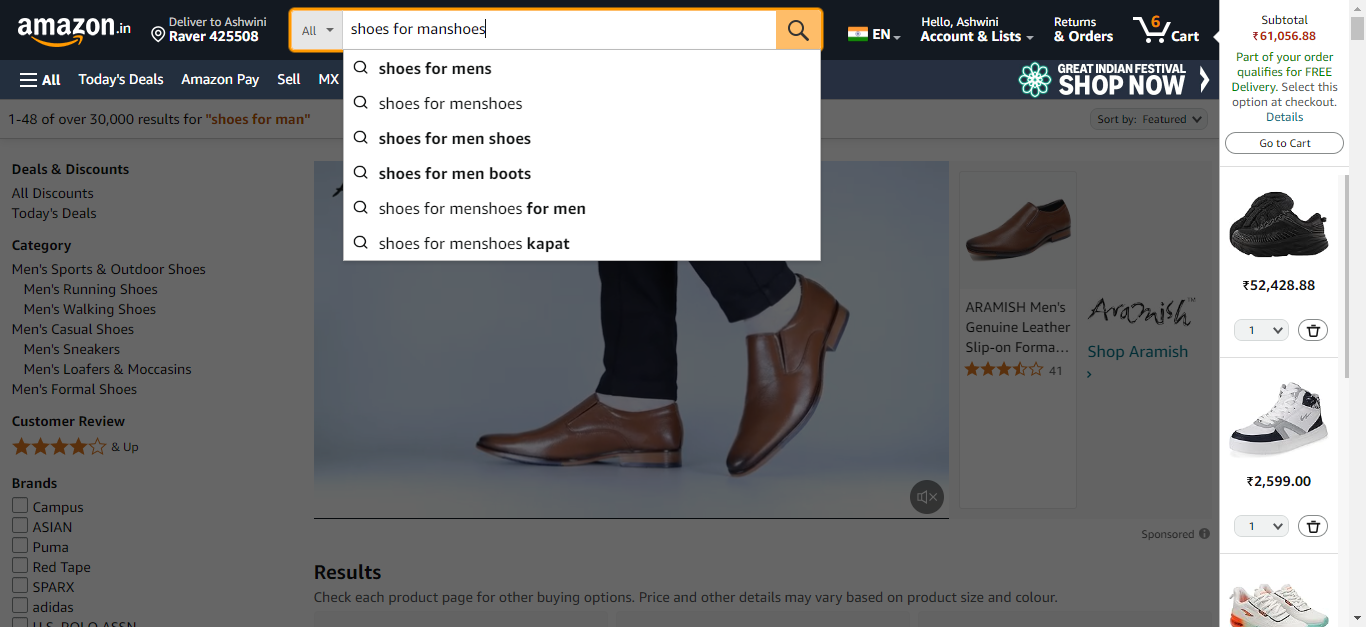 amazon.in
Deliver to Ashwini
Raver 425508
All
shoes for manshoes
EN
Hello, Ashwini
Account & Lists
Returns
& Orders
6
Cart
All
Today's Deals
Amazon Pay
Sell
MX
GREAT INDIAN FESTIVAL
SHOP NOW
shoes for mens
shoes for menshoes
shoes for men shoes
shoes for men boots
shoes for menshoes for men
shoes for menshoes kapat
1-48 of over 30,000 results for "shoes for man"
Sort by: Featured
Deals & Discounts
All Discounts
Today's Deals
Category
Men's Sports & Outdoor Shoes
Men's Running Shoes
Men's Walking Shoes
Men's Casual Shoes
Men's Sneakers
Men's Loafers & Moccasins
Men's Formal Shoes
Customer Review
& Up
Brands
Campus
ASIAN
Puma
Red Tape
SPARX
adidas
U.S. POLO ASSN.
ARAMISH Men's
Genuine Leather
Slip-on Forma...
41
Aramish™
Shop Aramish
›
Sponsored
Results
Check each product page for other buying options. Price and other details may vary based on product size and colour.
Subtotal
₹61,056.88
Part of your order
qualifies for FREE
Delivery. Select this
option at checkout.
Details
Go to Cart
₹52,428.88
1
₹2,599.00
1